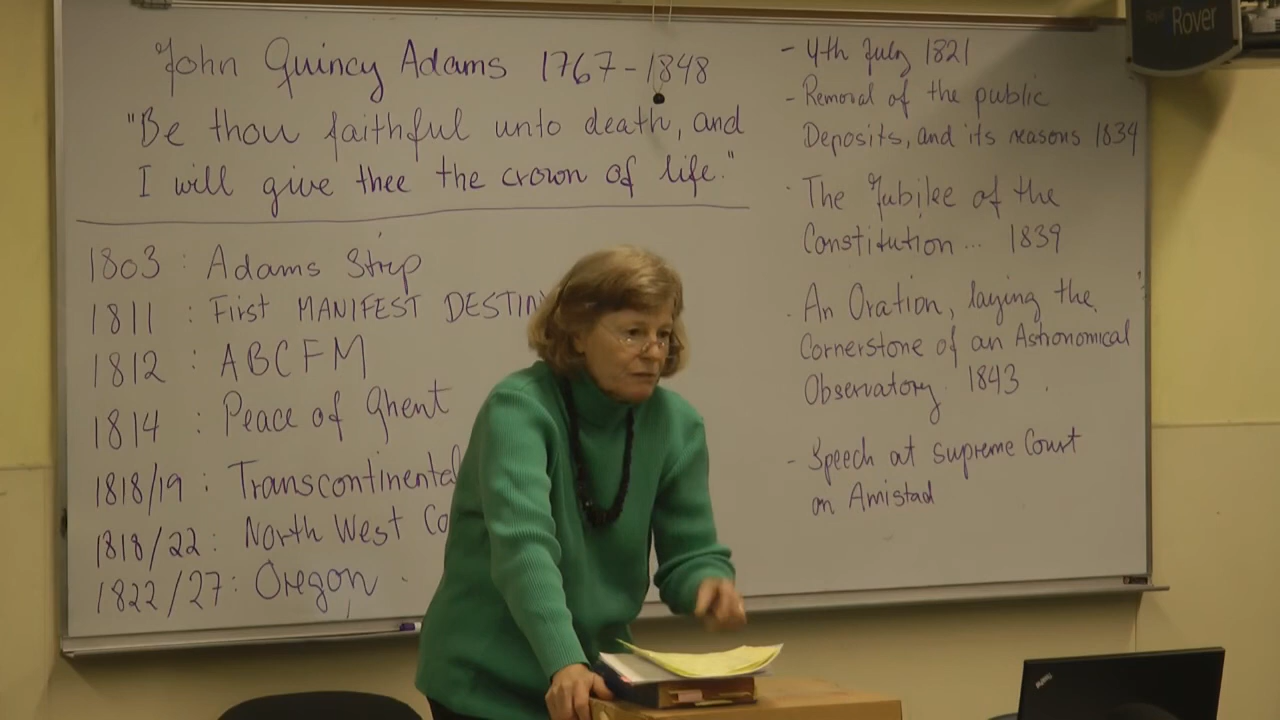 John Quincy Adams 1767-1848
"Be thou faithful unto death, and
I will give thee the crown of life."
1803 : Adams Strip
1811 : First MANIFEST DESTIN
1812 : ABCFM
1814 : Peace of Ghent
1818/19 : Transcontinental
1818/22: North West Co
1822/27: Oregon
- 4th July 1821
- Removal of the public
Deposits, and its reasons 1834
· The Jubilee of the
Constitution... 1839
· An Oration, laying the
Cornerstone of an Astronomical
Observatory. 1843
- Speech at supreme Court
on Amistad
Royal Rover